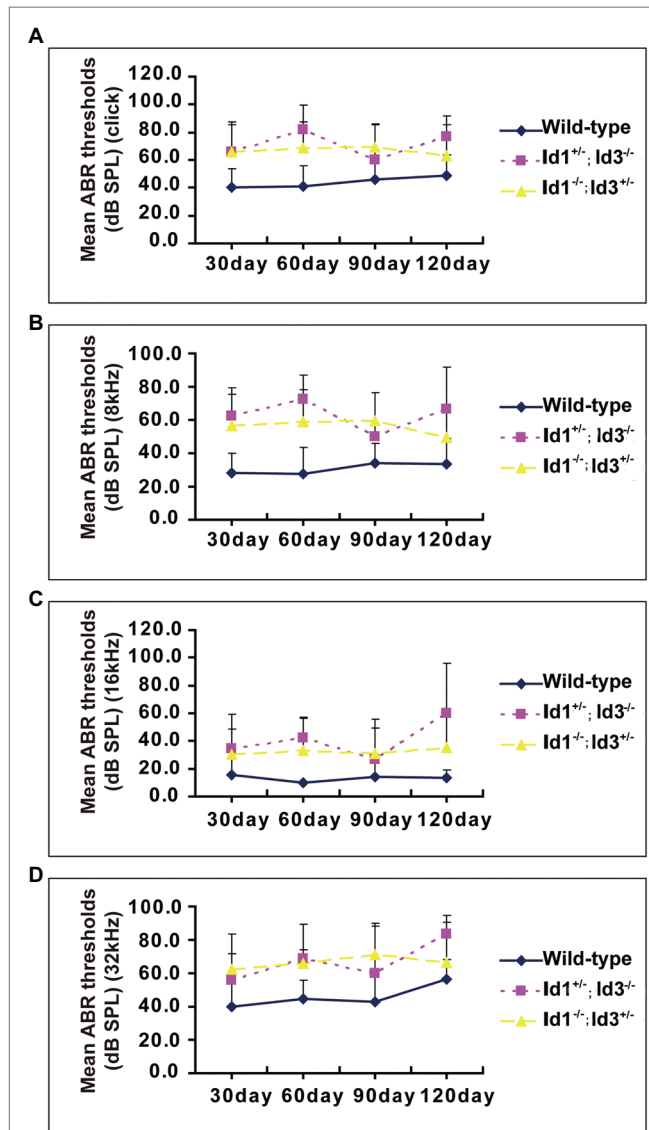 A
Mean ABR thresholds
(dB SPL) (click)
120.0
100.0
80.0
60.0
40.0
20.0
0.0
30day 60day 90day 120day
Wild-type
Id1+/-; Id3-/-
Id1-/-; Id3+/-
B
Mean ABR thresholds
(dB SPL) (8kHz)
100.0
80.0
60.0
40.0
20.0
0.0
30day 60day 90day 120day
Wild-type
Id1+/-; Id3-/-
Id1-/-; Id3+/-
C
Mean ABR thresholds
(dB SPL) (16kHz)
120.0
100.0
80.0
60.0
40.0
20.0
0.0
30day 60day 90day 120day
Wild-type
Id1+/-; Id3-/-
Id1-/-; Id3+/-
D
Mean ABR thresholds
(dB SPL) (32kHz)
100.0
80.0
60.0
40.0
20.0
0.0
30day 60day 90day 120day
Wild-type
Id1+/-; Id3-/-
Id1-/-; Id3+/-